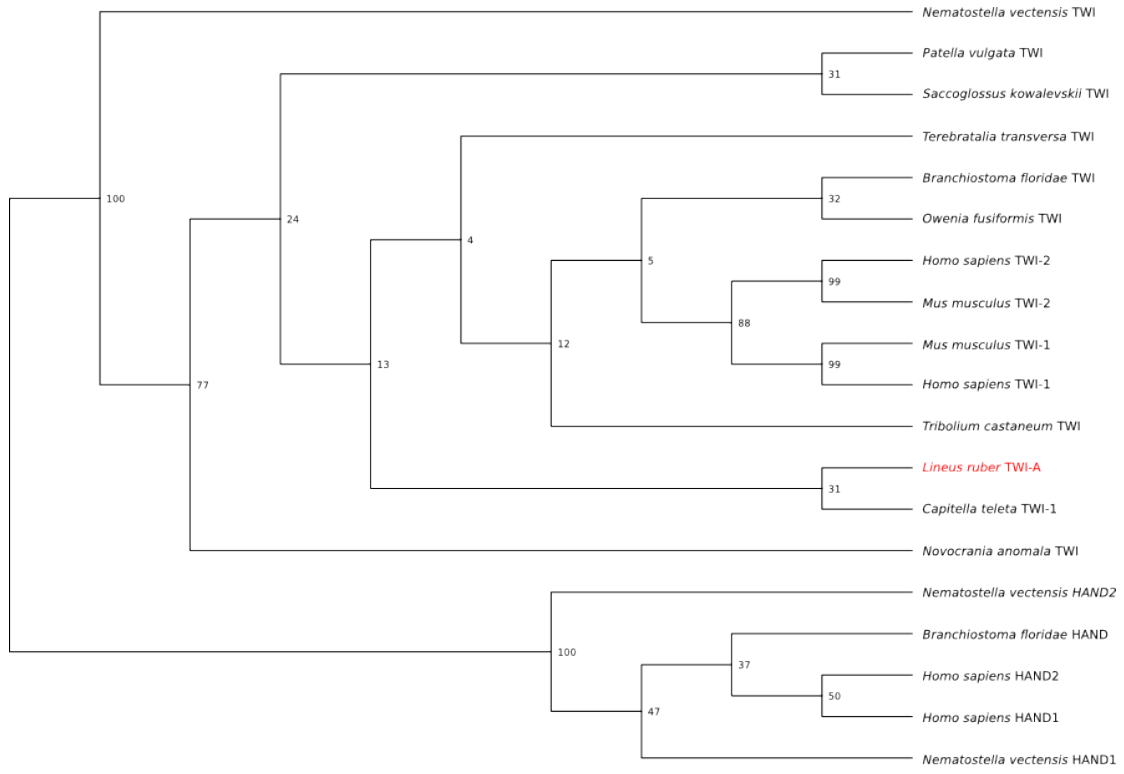 Nematostella vectensis TWI
Patella vulgata TWI
31
Saccoglossus kowalevskii TWI
Terebratalia transversa TWI
Branchiostoma floridae TWI
32
100
Owenia fusiformis TWI
24
4
Homo sapiens TWI-2
5
99
Mus musculus TWI-2
88
Mus musculus TWI-1
12
99
13
Homo sapiens TWI-1
77
Tribolium castaneum TWI
Lineus ruber TWI-A
31
Capitella teleta TWI-1
Novocrania anomala TWI
Nematostella vectensis HAND2
Branchiostoma floridae HAND
100
37
Homo sapiens HAND2
50
47
Homo sapiens HAND1
Nematostella vectensis HAND1